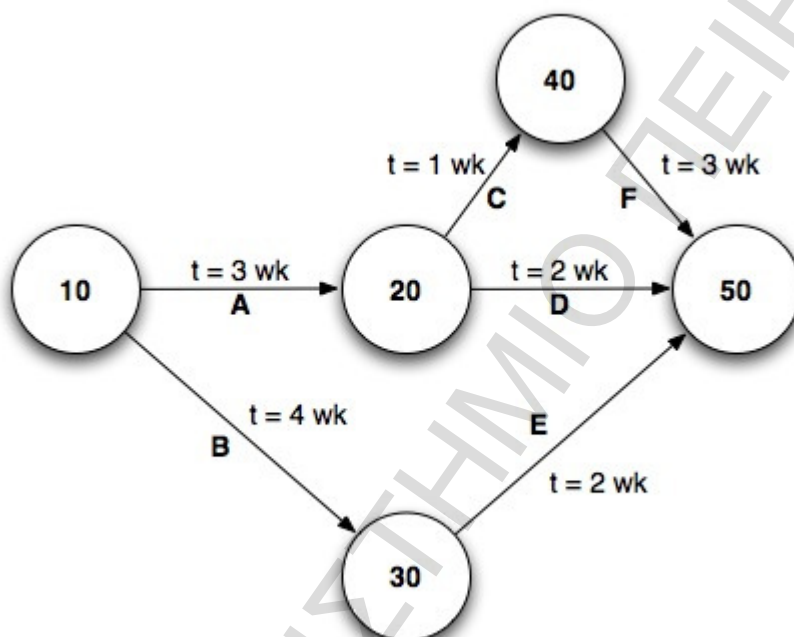 40
t = 1 wk
t = 3 wk
C
F
10
t = 3 wk
A
20
t = 2 wk
D
50
t = 4 wk
B
E
t = 2 wk
30